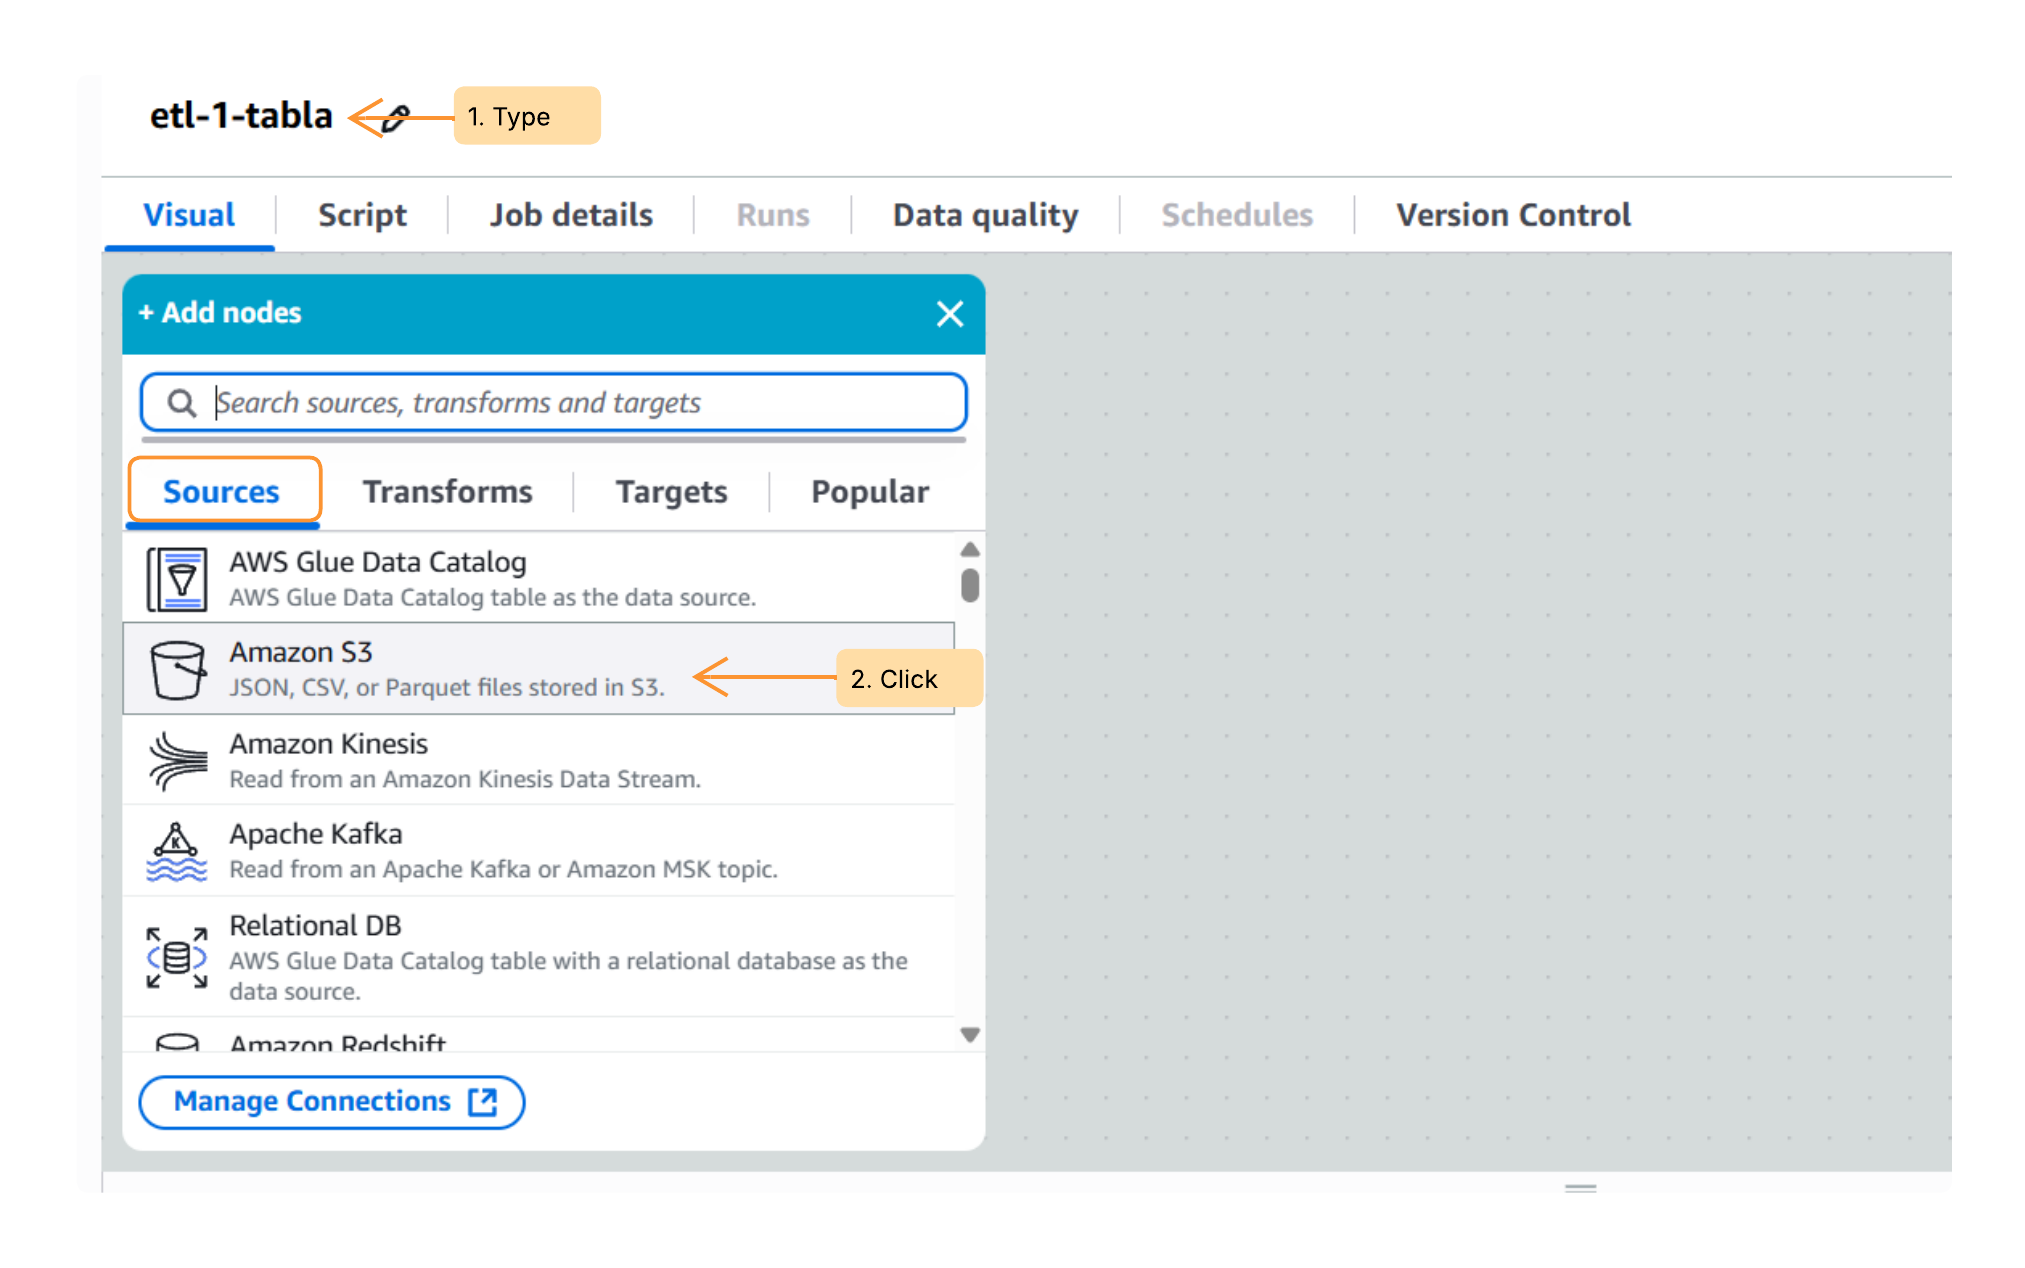 etl-1-tabla
1. Type
Visual
Script
Job details
Runs
Data quality
Schedules
Version Control
+ Add nodes
Search sources, transforms and targets
Sources
Transforms
Targets
Popular
AWS Glue Data Catalog
AWS Glue Data Catalog table as the data source.
Amazon S3
JSON, CSV, or Parquet files stored in S3.
2. Click
Amazon Kinesis
Read from an Amazon Kinesis Data Stream.
K
Apache Kafka
Read from an Apache Kafka or Amazon MSK topic.
Relational DB
AWS Glue Data Catalog table with a relational database as the
data source.
Amazon Redshift
Manage Connections